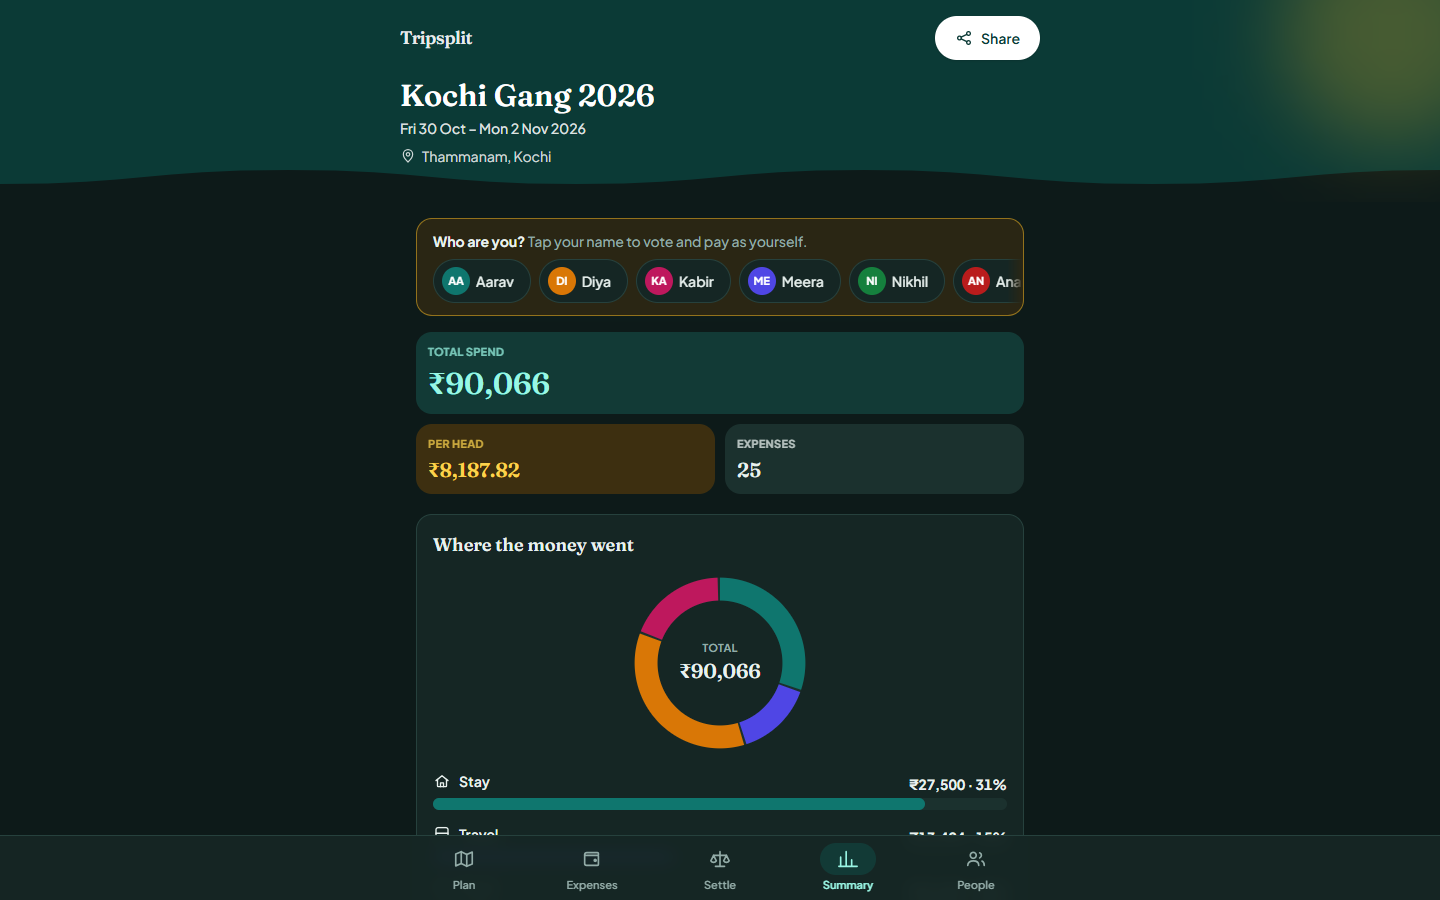 Tripsplit
Share
Kochi Gang 2026
Fri 30 Oct – Mon 2 Nov 2026
Thammanam, Kochi
Who are you? Tap your name to vote and pay as yourself.
AA Aarav DI Diya KA Kabir ME Meera NI Nikhil AN Ana
TOTAL SPEND
₹90,066
PER HEAD
₹8,187.82
EXPENSES
25
Where the money went
TOTAL
₹90,066
Stay ₹27,500 · 31%
Travel
Plan Expenses Settle Summary People